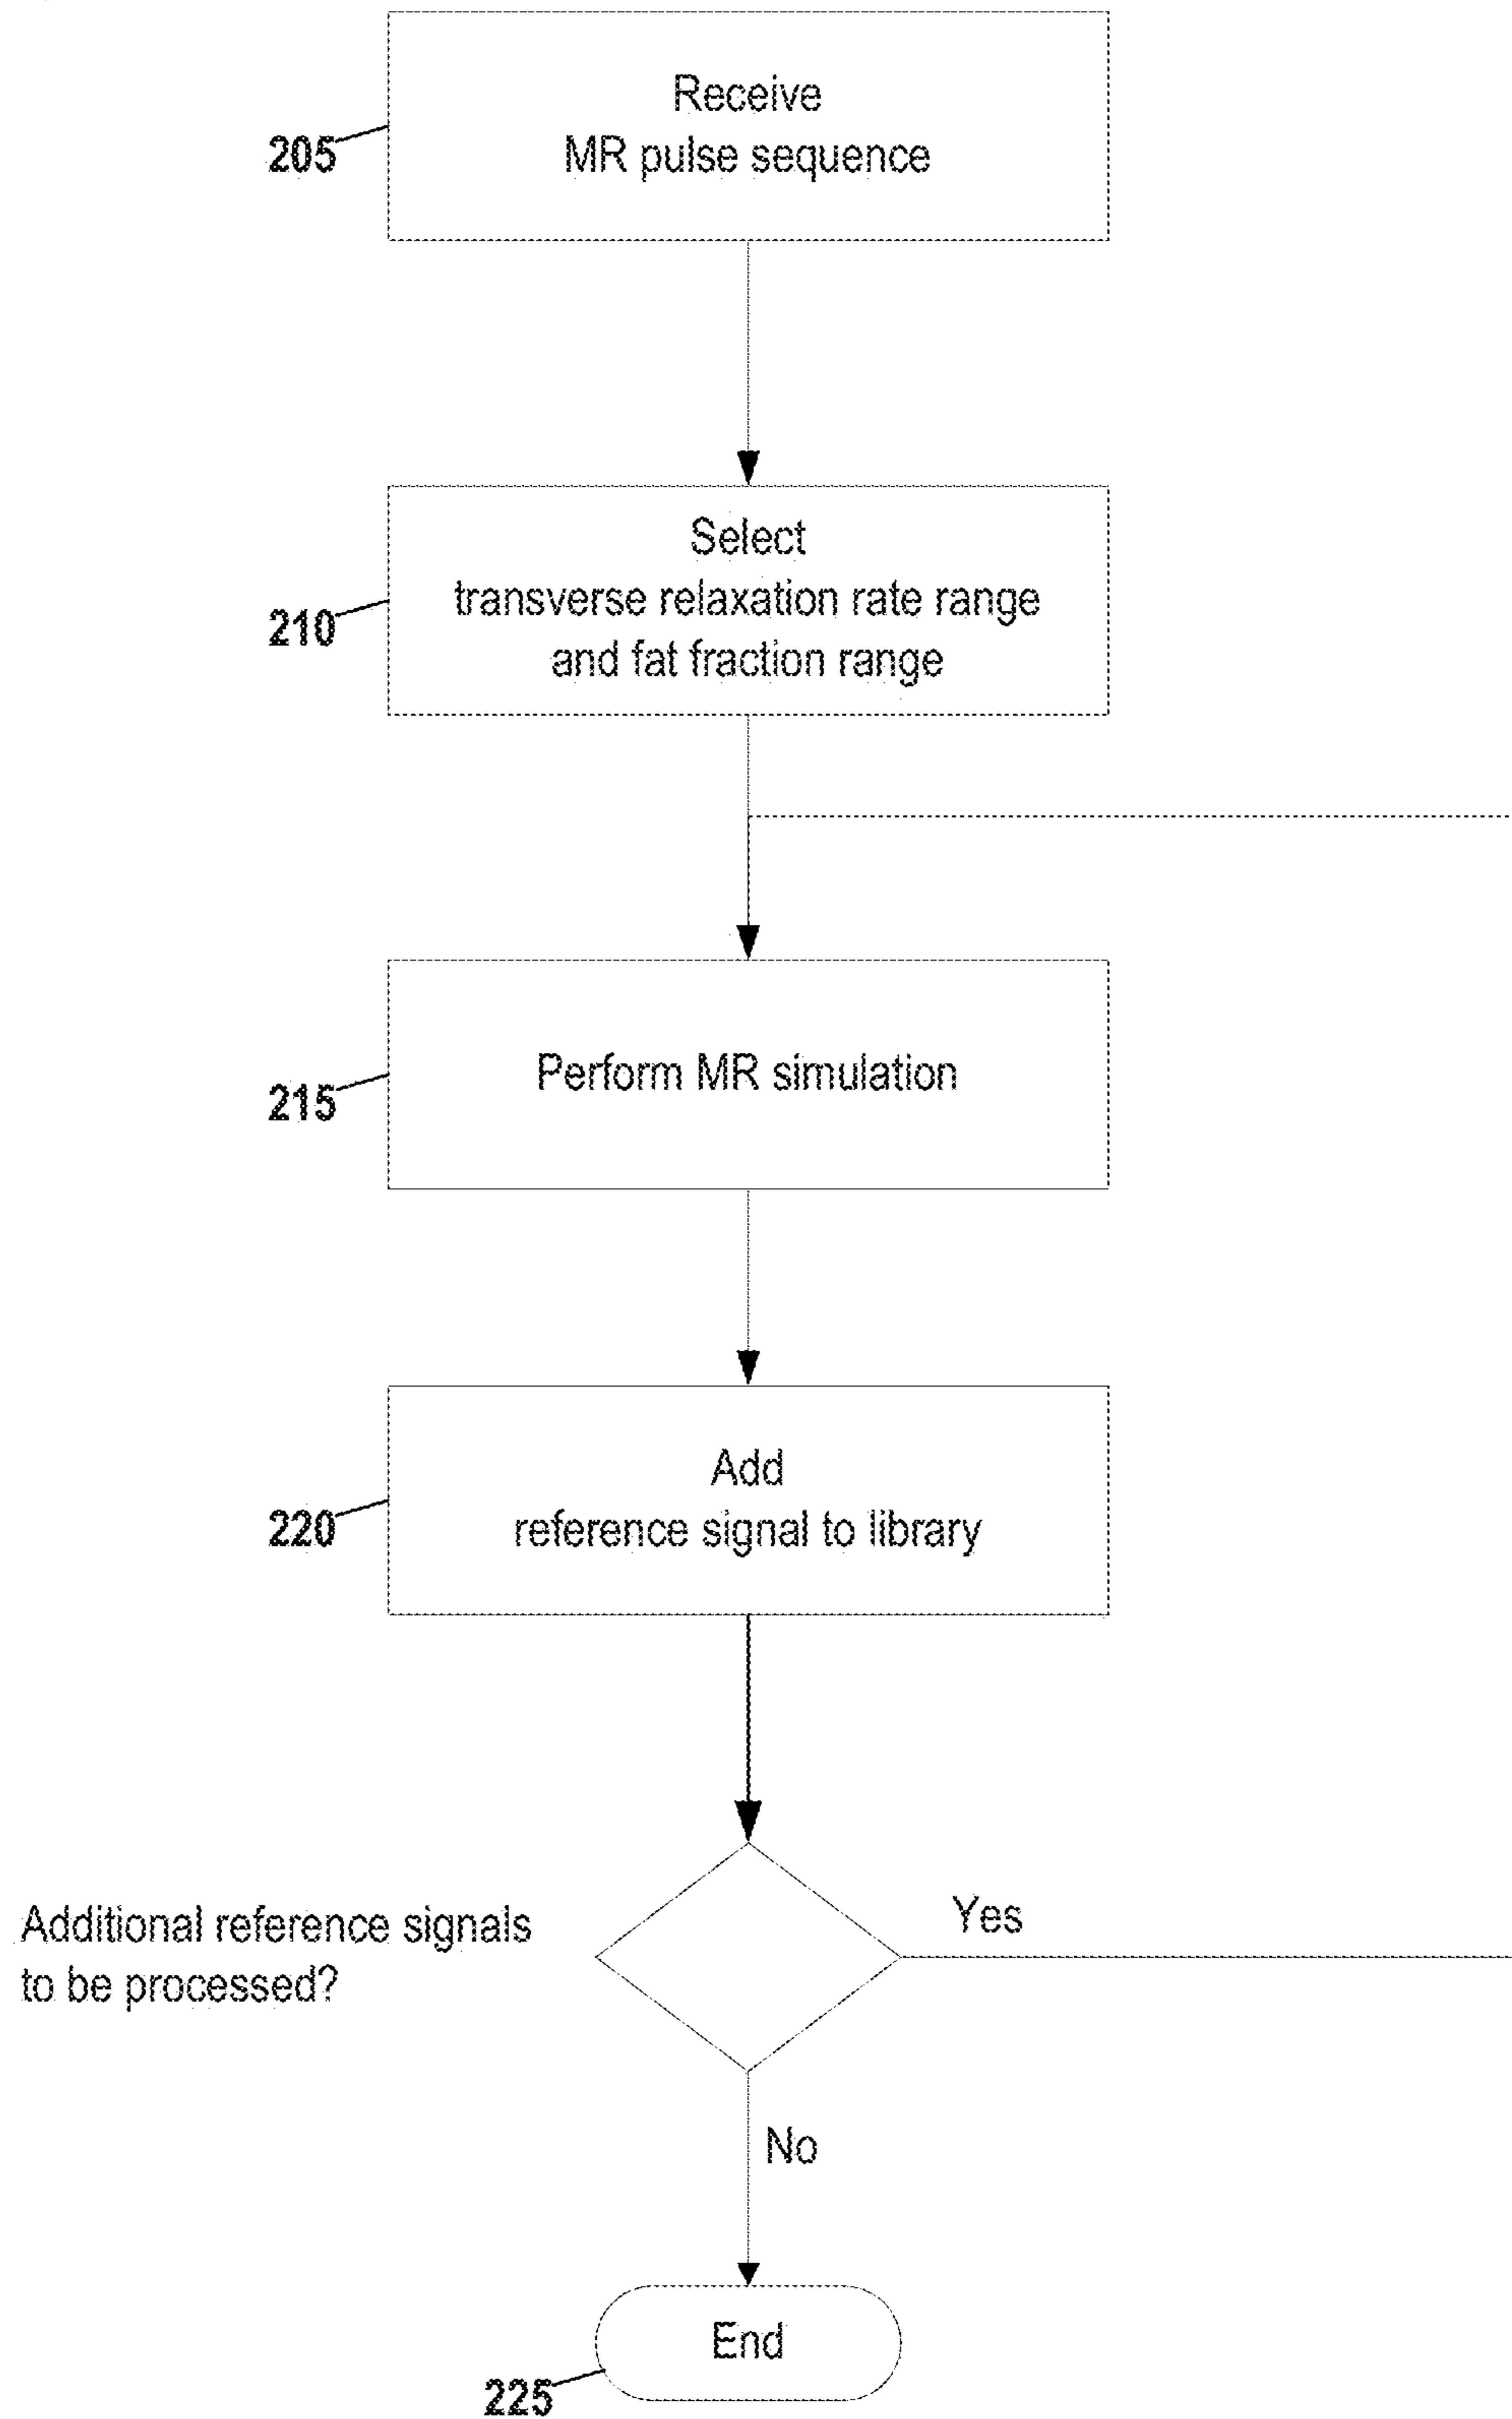 Receive
MR pulse sequence
205
Select
transverse relaxation rate range
and fat fraction range
210
Perform MR simulation
215
Add
reference signal to library
220
Additional reference signals
to be processed?
Yes
No
End
225